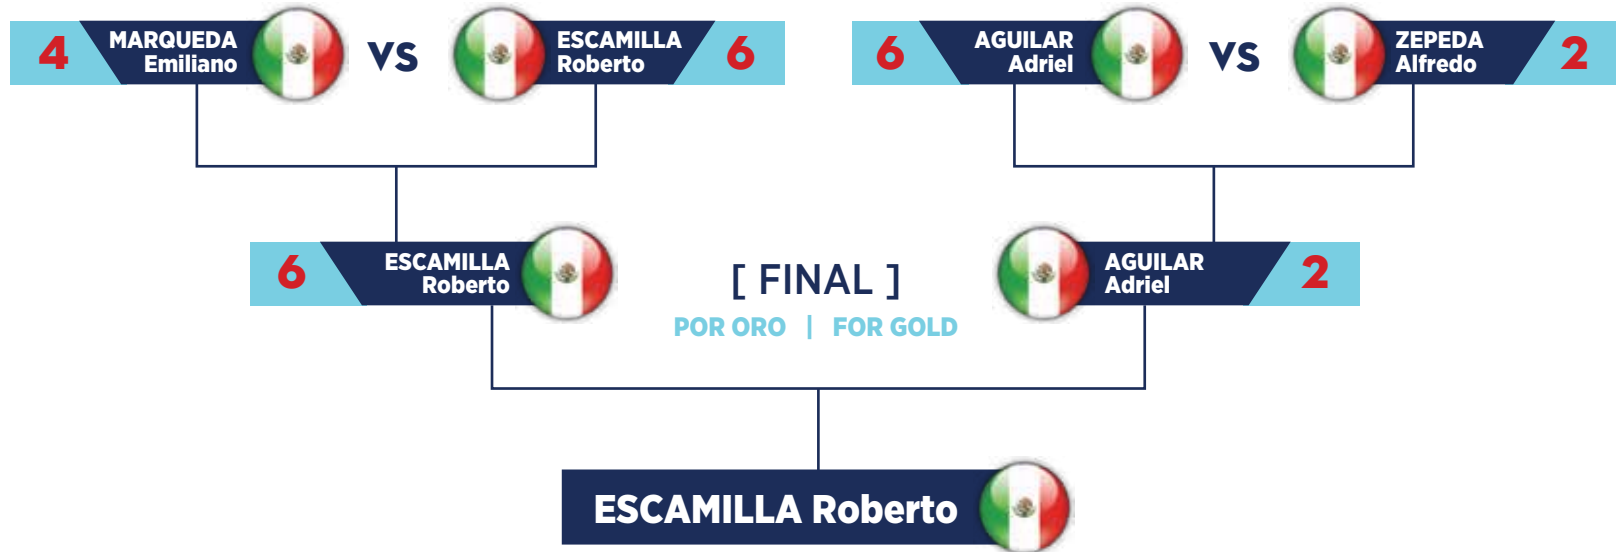 4
MARQUEDA
Emiliano
VS
ESCAMILLA
Roberto
6
6
AGUILAR
Adriel
VS
ZEPEDA
Alfredo
2
6
ESCAMILLA
Roberto
[ FINAL ]
POR ORO | FOR GOLD
AGUILAR
Adriel
2
ESCAMILLA Roberto